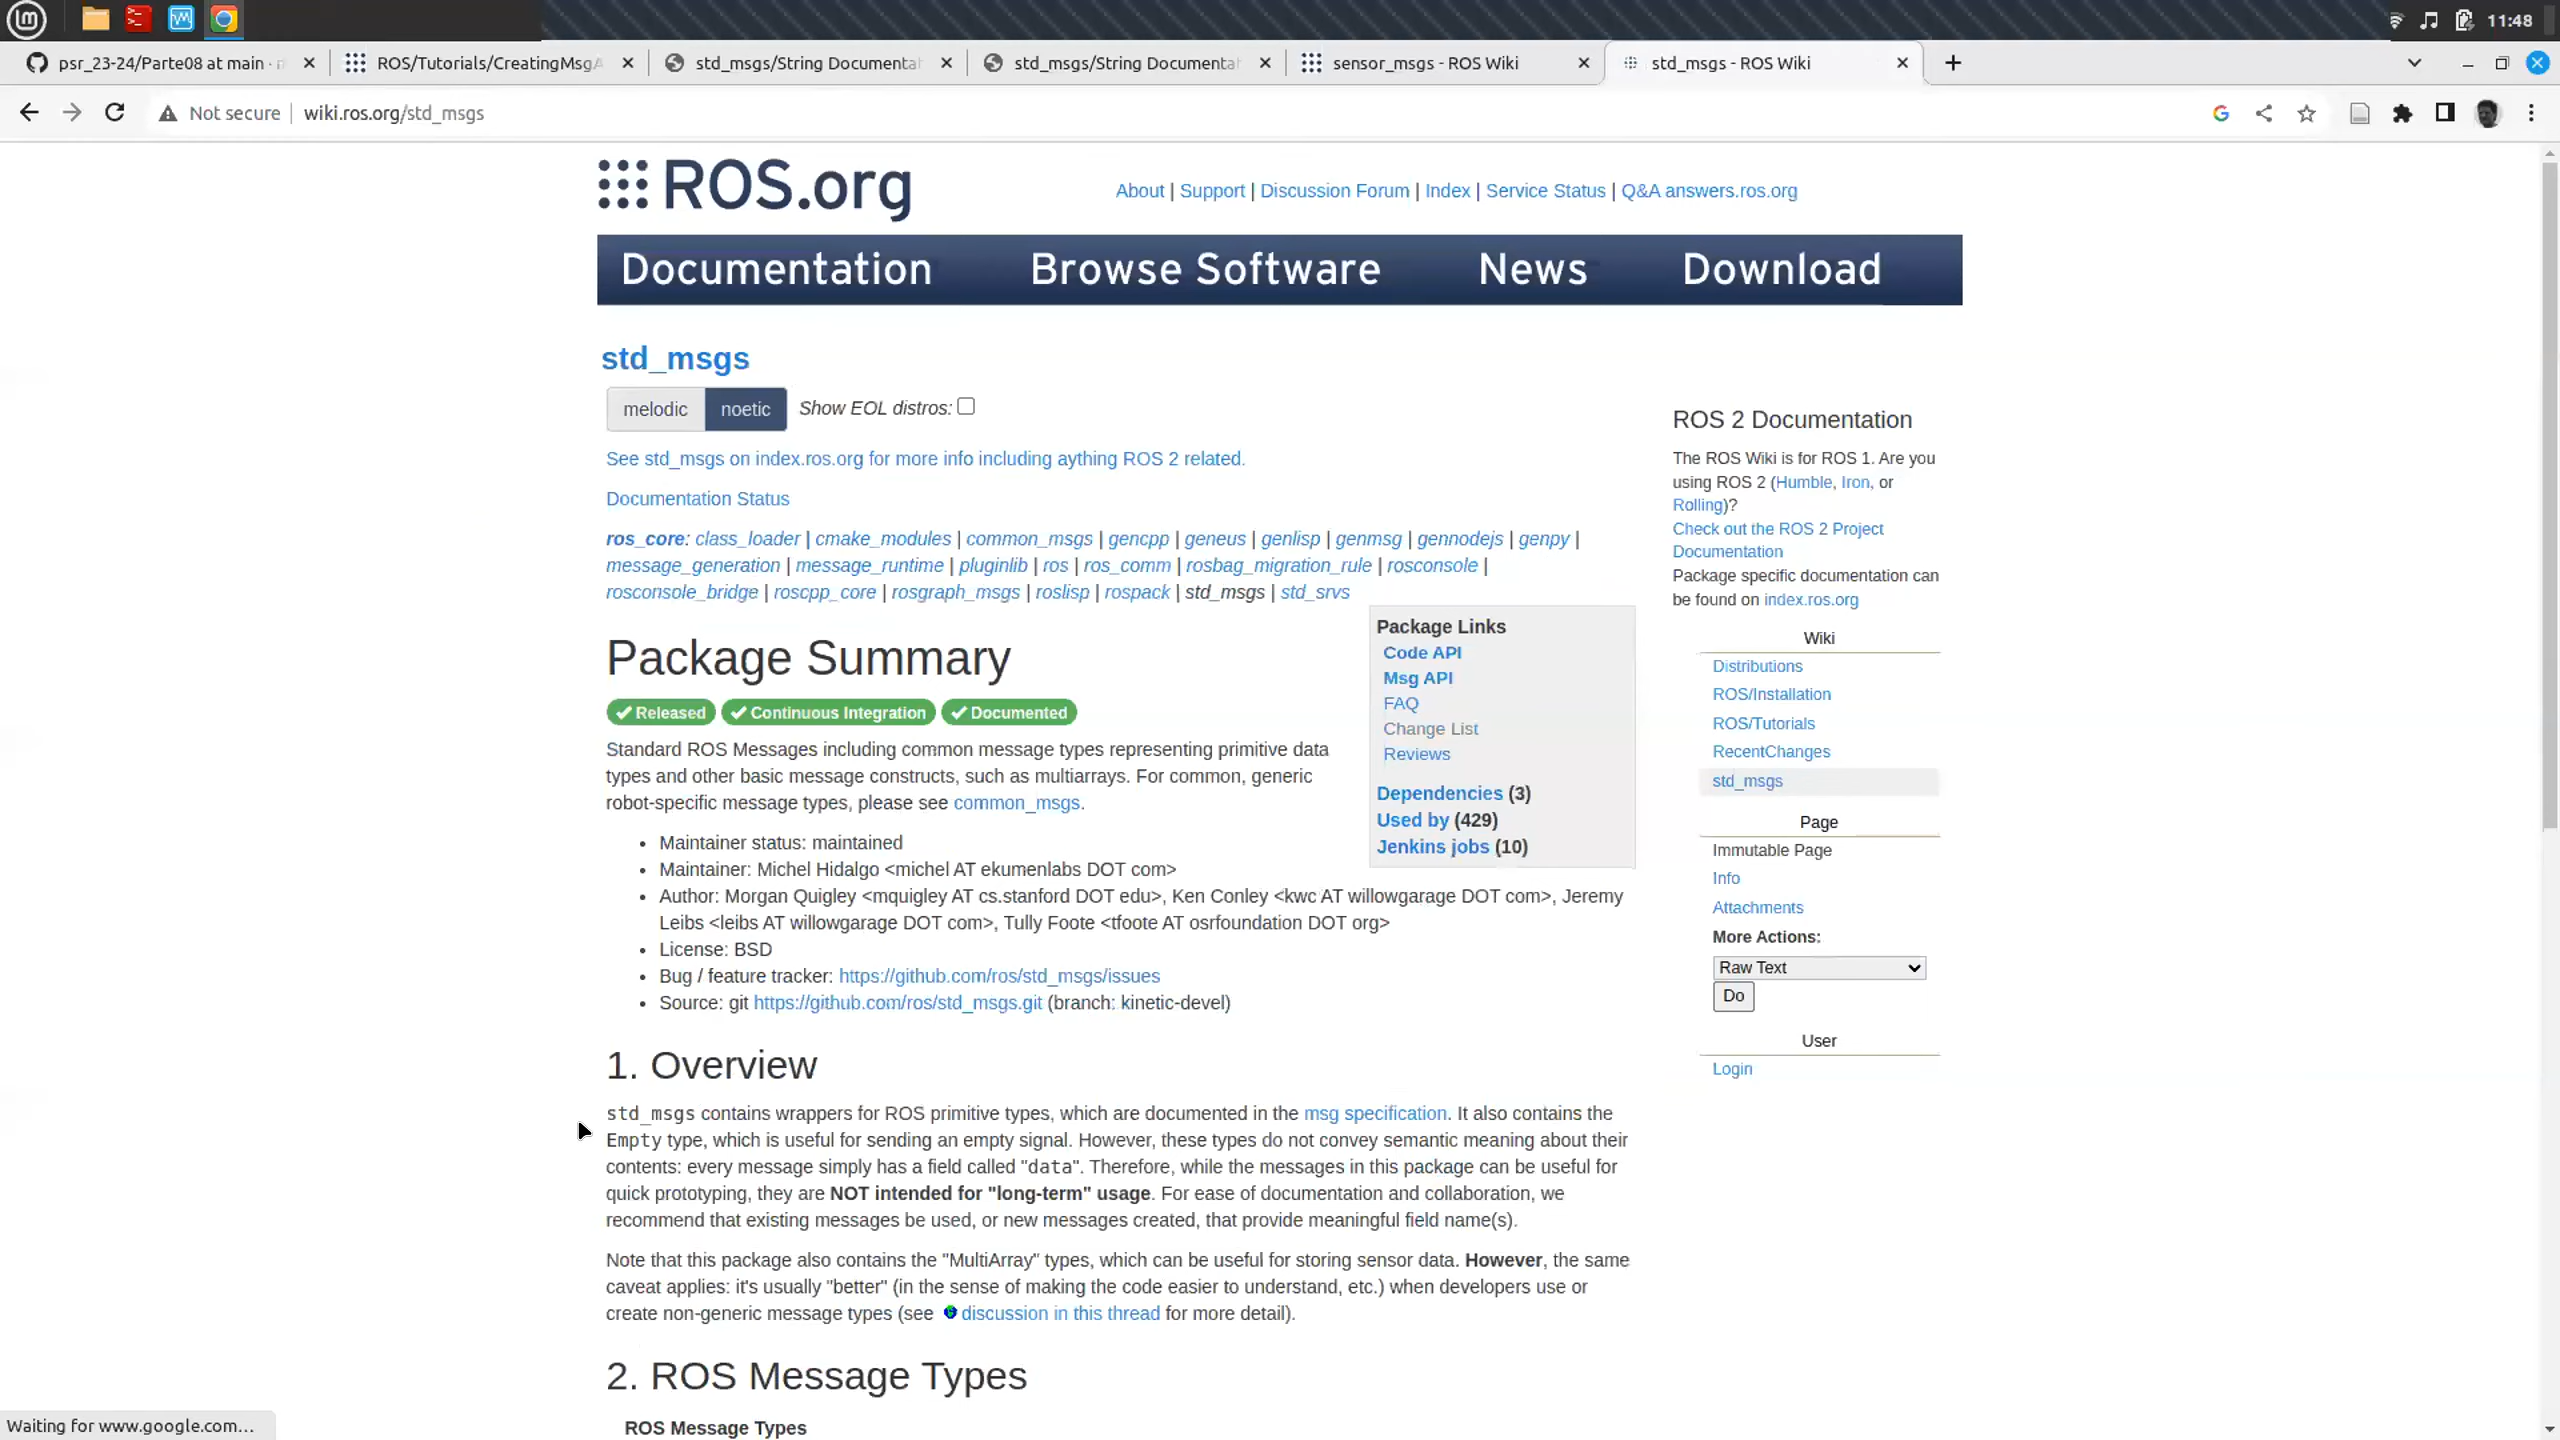 11:48
psr_23-24/Parte08 at main ·
ROS/Tutorials/CreatingMsgA
std_msgs/String Documenta
std_msgs/String Documenta
sensor_msgs - ROS Wiki
std_msgs - ROS Wiki
Not secure
wiki.ros.org/std_msgs
ROS.org
About | Support | Discussion Forum | Index | Service Status | Q&A answers.ros.org
Documentation
Browse Software
News
Download
std_msgs
melodic
noetic
Show EOL distros:
See std_msgs on index.ros.org for more info including aything ROS 2 related.
Documentation Status
ros_core: class_loader | cmake_modules | common_msgs | gencpp | geneus | genlisp | genmsg | gennodejs | genpy |
message_generation | message_runtime | pluginlib | ros | ros_comm | rosbag_migration_rule | rosconsole |
rosconsole_bridge | roscpp_core | rosgraph_msgs | roslisp | rospack | std_msgs | std_srvs
Package Summary
Released
Continuous Integration
Documented
Standard ROS Messages including common message types representing primitive data
types and other basic message constructs, such as multiarrays. For common, generic
robot-specific message types, please see common_msgs.
• Maintainer status: maintained
• Maintainer: Michel Hidalgo <michel AT ekumenlabs DOT com>
• Author: Morgan Quigley <mquigley AT cs.stanford DOT edu>, Ken Conley <kwc AT willowgarage DOT com>, Jeremy
Leibs <leibs AT willowgarage DOT com>, Tully Foote <tfoote AT osrfoundation DOT org>
• License: BSD
• Bug / feature tracker: https://github.com/ros/std_msgs/issues
• Source: git https://github.com/ros/std_msgs.git (branch: kinetic-devel)
Package Links
Code API
Msg API
FAQ
Change List
Reviews
Dependencies (3)
Used by (429)
Jenkins jobs (10)
1. Overview
std_msgs contains wrappers for ROS primitive types, which are documented in the msg specification. It also contains the
Empty type, which is useful for sending an empty signal. However, these types do not convey semantic meaning about their
contents: every message simply has a field called "data". Therefore, while the messages in this package can be useful for
quick prototyping, they are NOT intended for "long-term" usage. For ease of documentation and collaboration, we
recommend that existing messages be used, or new messages created, that provide meaningful field name(s).
Note that this package also contains the "MultiArray" types, which can be useful for storing sensor data. However, the same
caveat applies: it's usually "better" (in the sense of making the code easier to understand, etc.) when developers use or
create non-generic message types (see discussion in this thread for more detail).
2. ROS Message Types
ROS Message Types
ROS 2 Documentation
The ROS Wiki is for ROS 1. Are you
using ROS 2 (Humble, Iron, or
Rolling)?
Check out the ROS 2 Project
Documentation
Package specific documentation can
be found on index.ros.org
Wiki
Distributions
ROS/Installation
ROS/Tutorials
RecentChanges
std_msgs
Page
Immutable Page
Info
Attachments
More Actions:
Raw Text
Do
User
Login
Waiting for www.google.com...